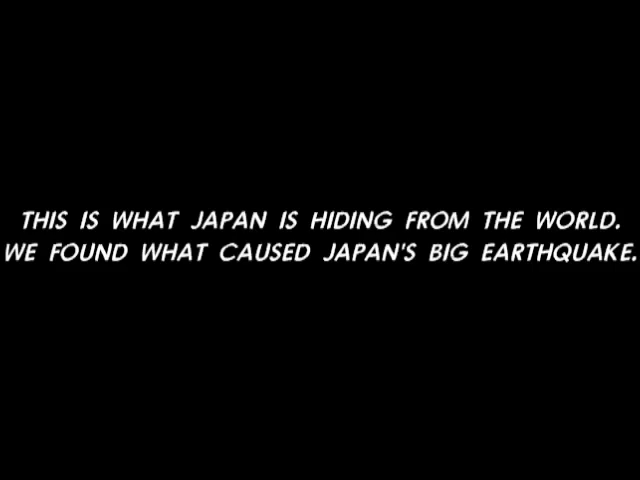 THIS IS WHAT JAPAN IS HIDING FROM THE WORLD.
WE FOUND WHAT CAUSED JAPAN'S BIG EARTHQUAKE.